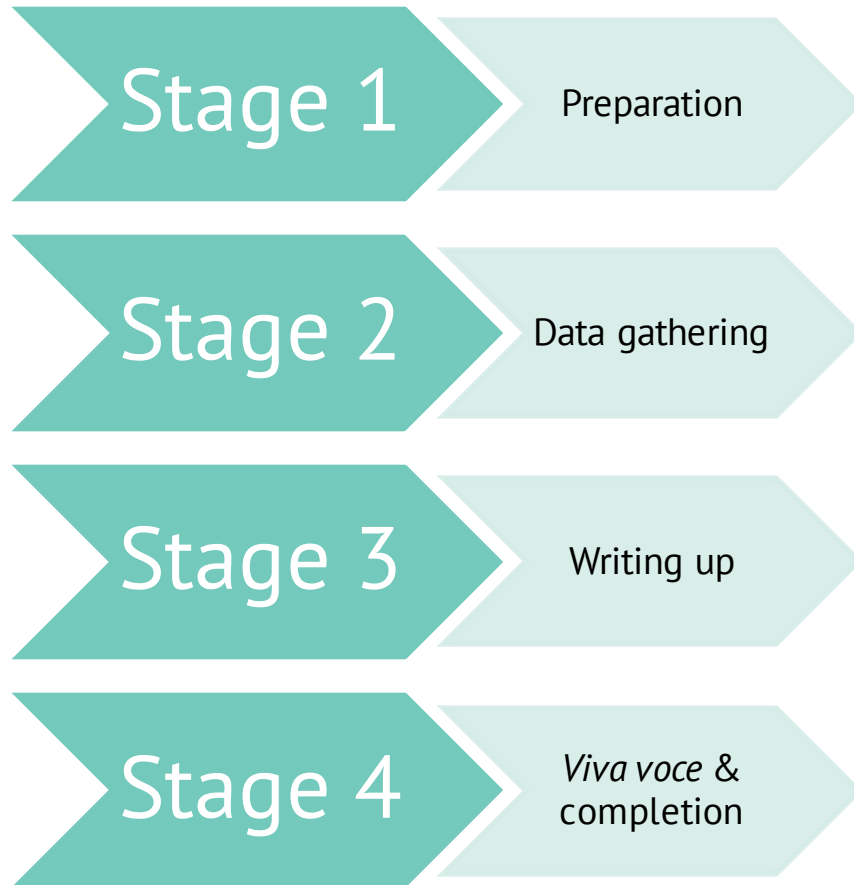 Stage 1
Preparation
Stage 2
Data gathering
Stage 3
Writing up
Stage 4
Viva voce &
completion